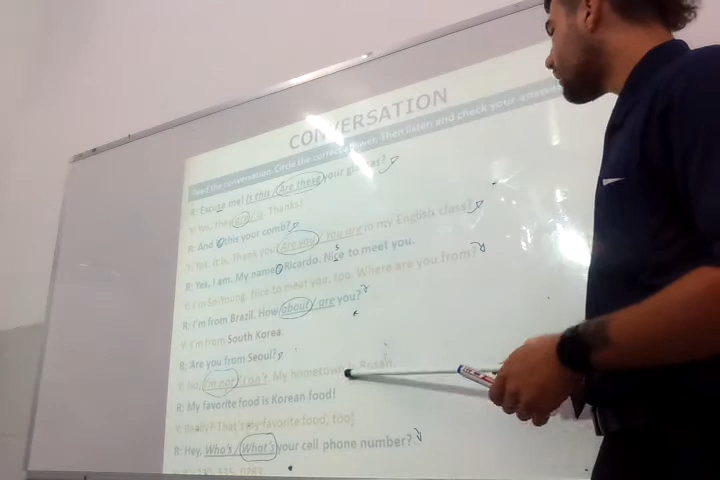 CONVERSATION
Read the conversation. Circle the correct answer. Then listen and check your answers.
R: Excuse me! Is this / Are these your glasses?
Y: Yes, they are / is. Thanks!
R: And is this your comb?
Y: Yes, it is. Thank you. Are you / You are in my English class?
R: Yes, I am. My name's Ricardo. Nice to meet you.
Y: I'm So-Young. Nice to meet you, too. Where are you from?
R: I'm from Brazil. How about / are you?
Y: I'm from South Korea.
R: Are you from Seoul?
Y: No, I'm not / isn't. My hometown is Busan.
R: My favorite food is Korean food!
Y: Really? That's my favorite food, too!
R: Hey, Who's / What's your cell phone number?